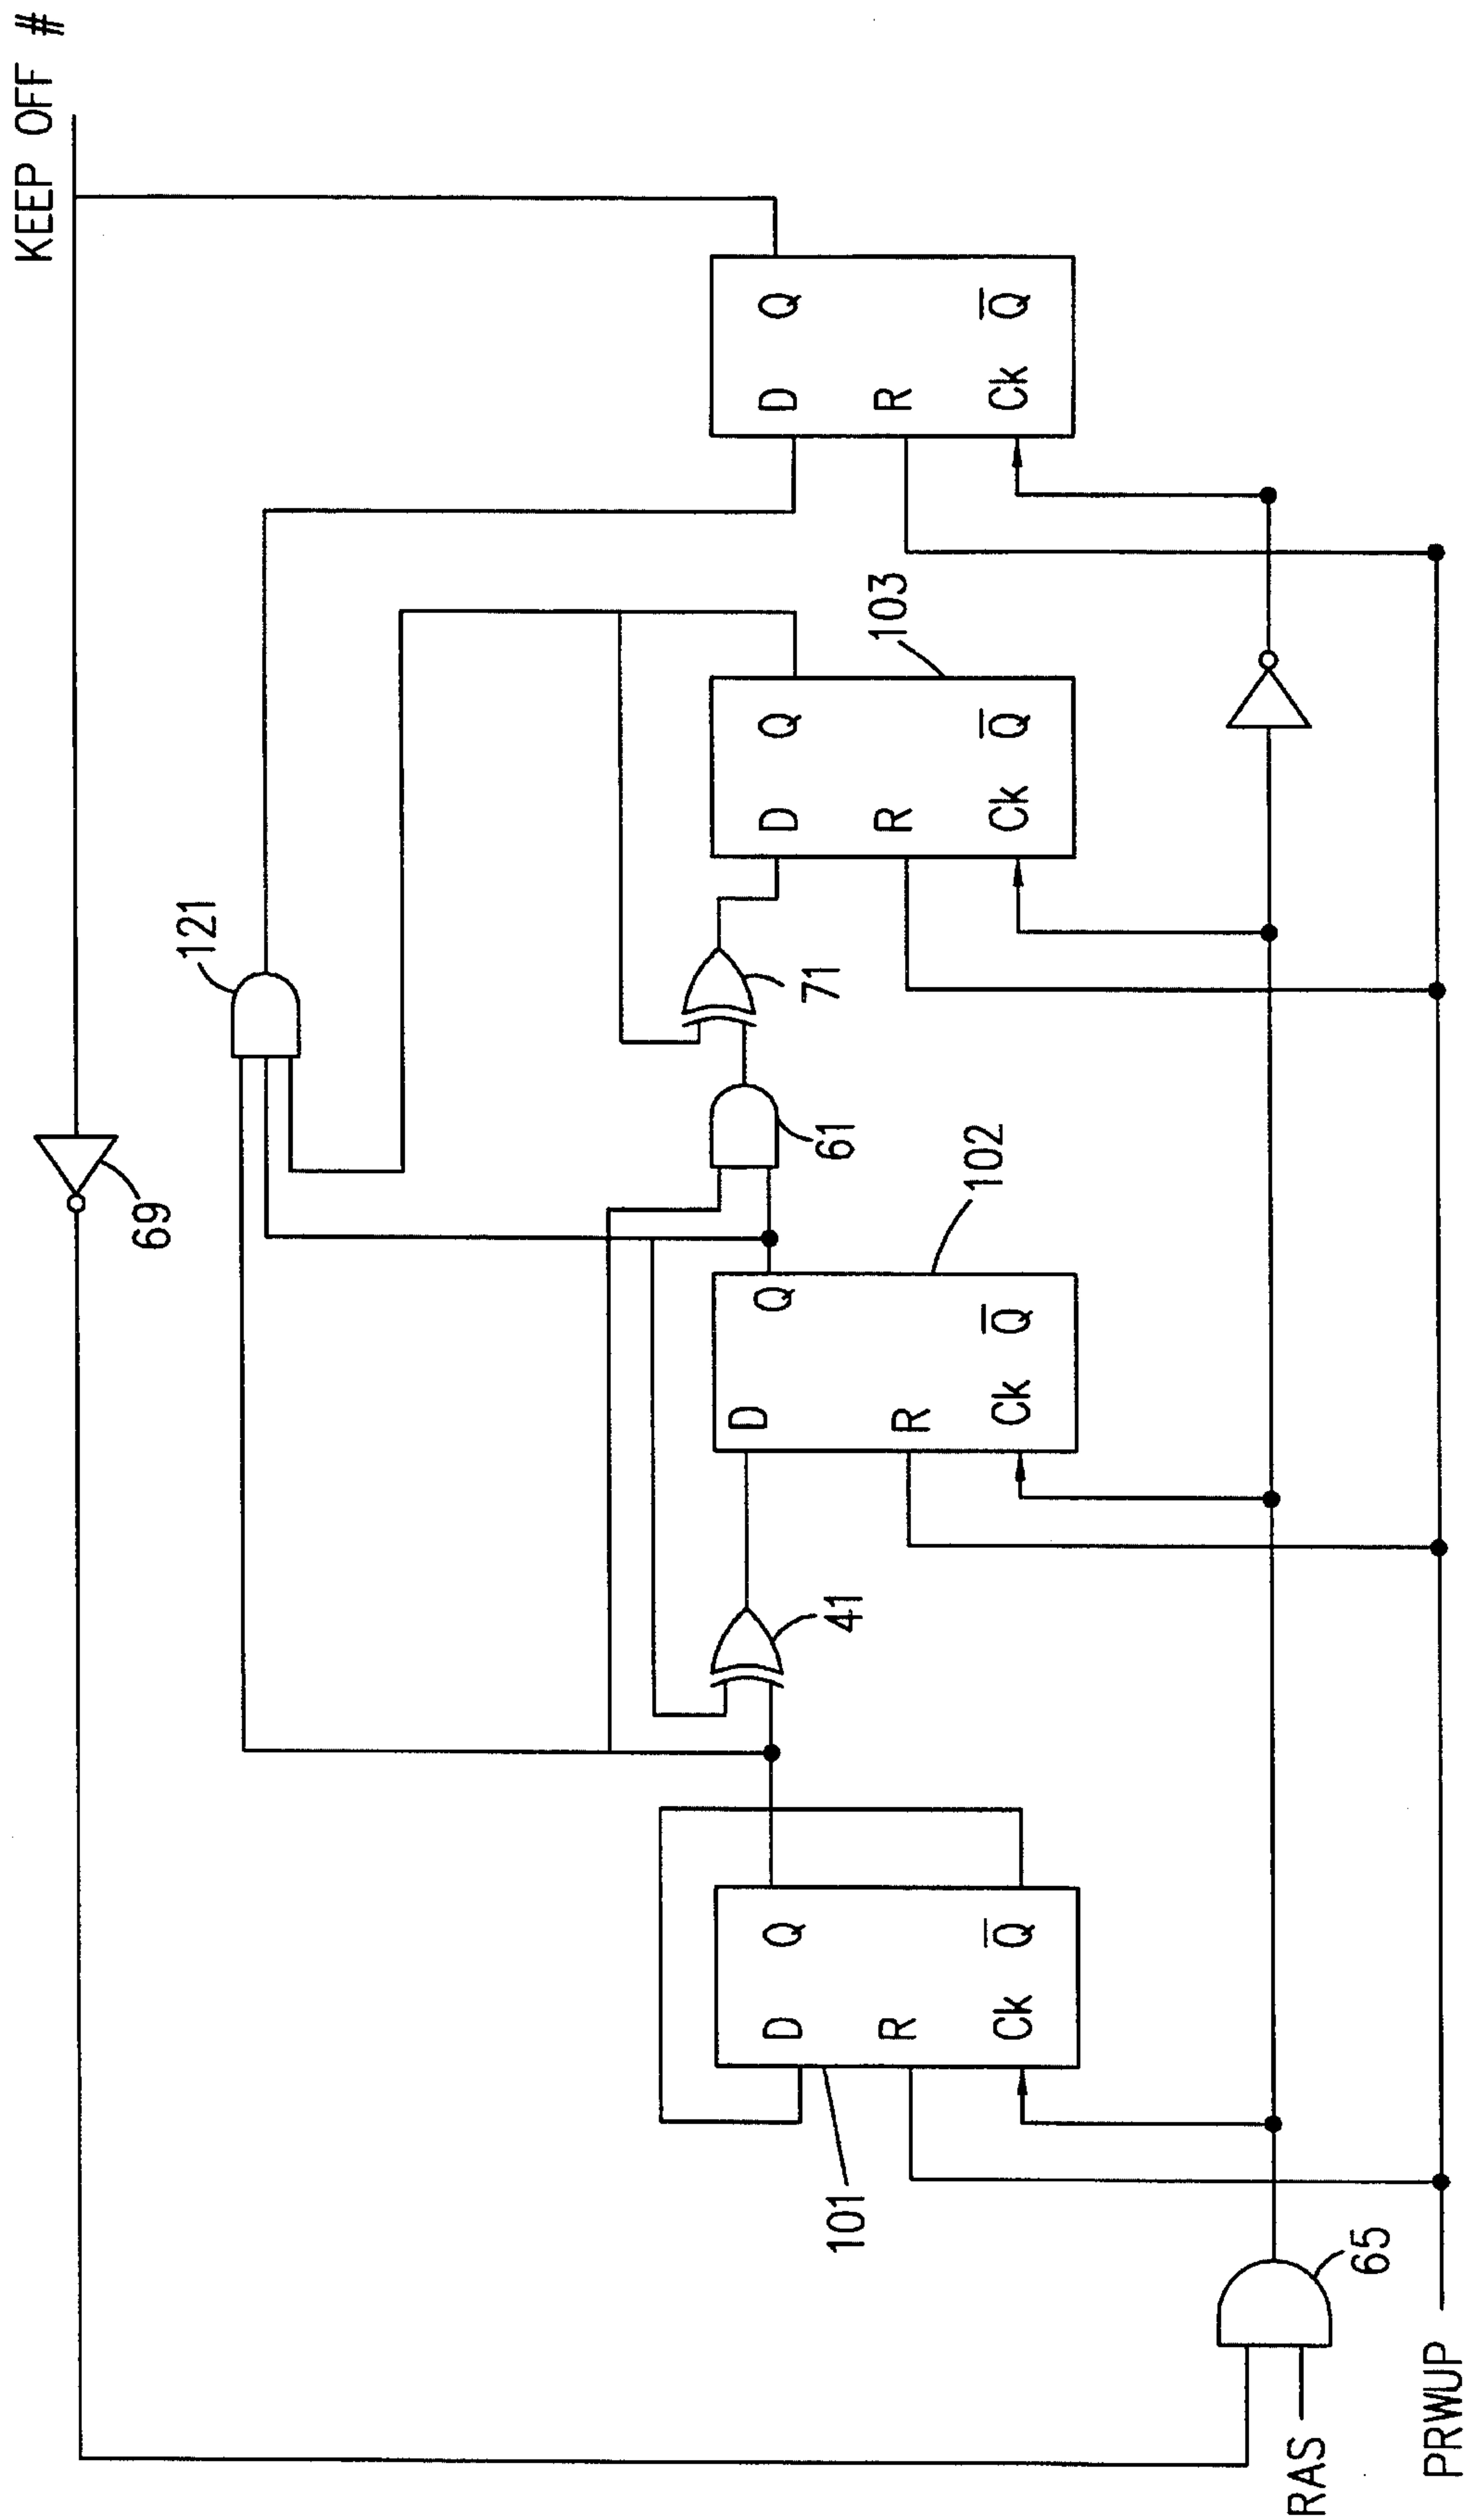 KEEP OFF #
69
121
D
Q
R
Ck
Q̅
101
41
D
Q
R
Ck
Q̅
102
61
71
D
Q
R
Ck
Q̅
103
D
Q
R
Ck
Q̅
65
RAS
PRWUP